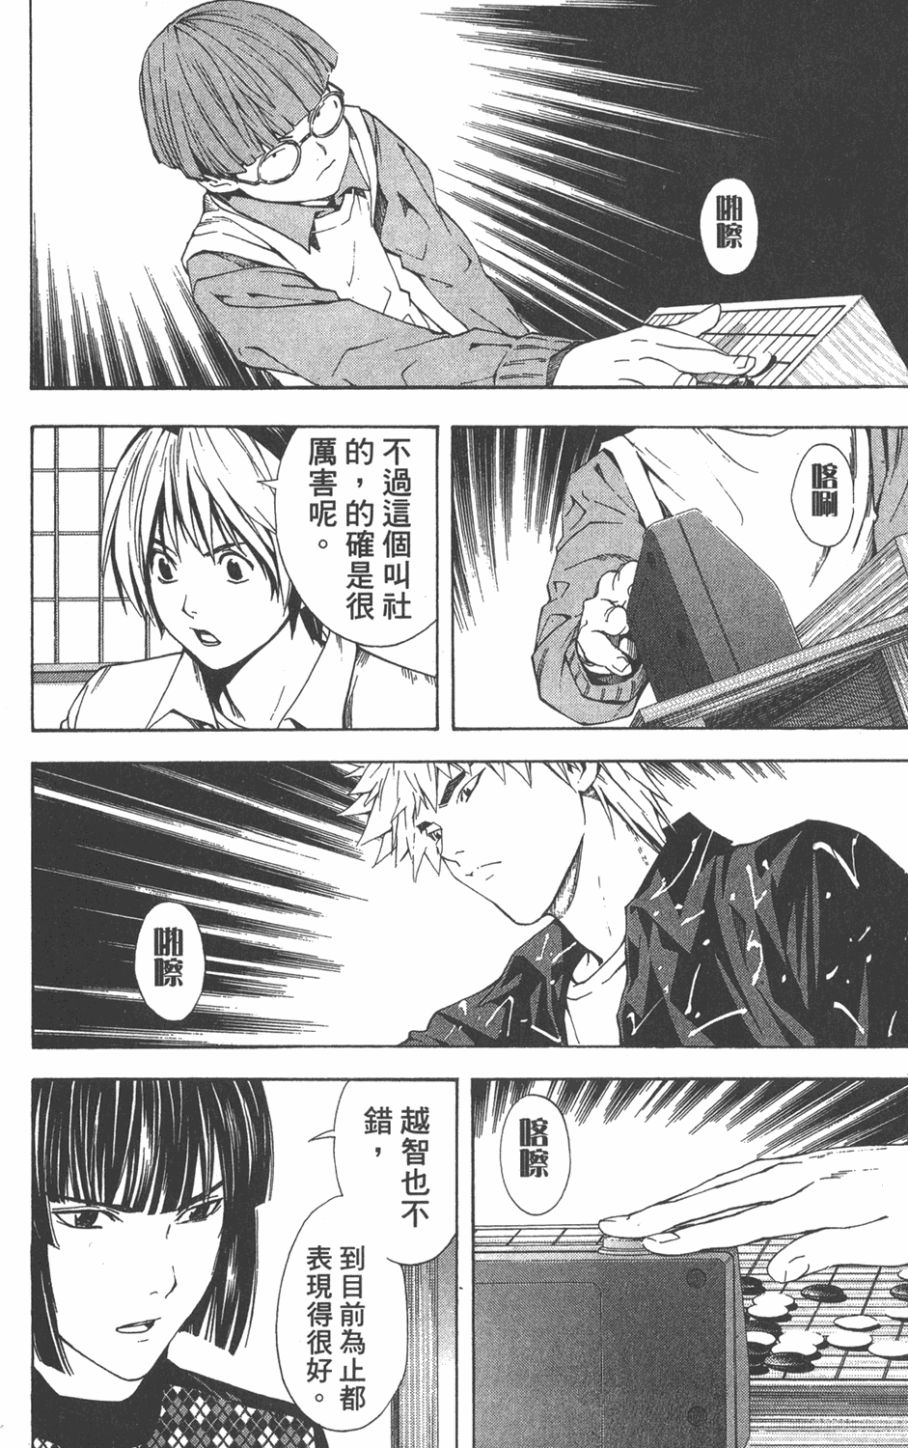 啪嚓
喀唰
不過這個叫社
的，的確是很
厲害呢。
啪嚓
喀嚓
越智也不
錯，
到目前為止都
表現得很好。